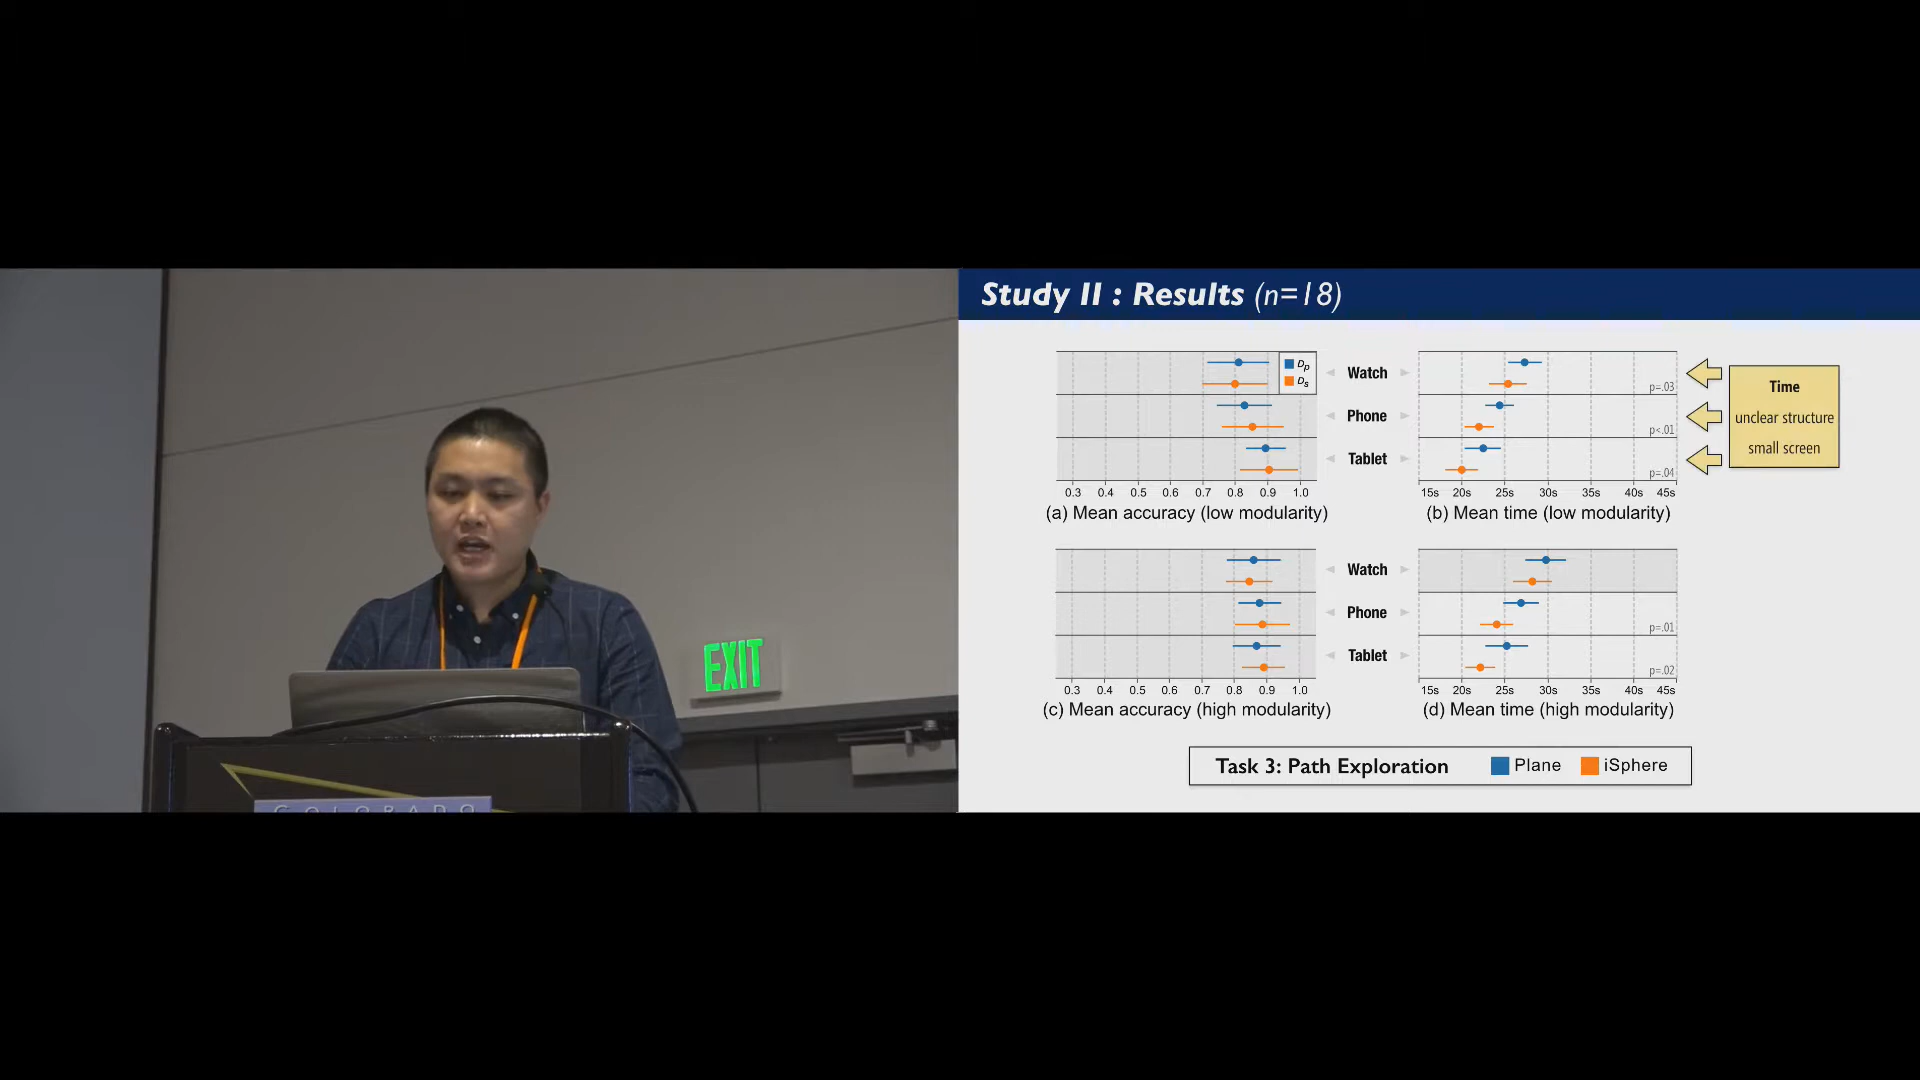 Study II : Results (n=18)
Dp
Ds
Watch
Phone
Tablet
0.3 0.4 0.5 0.6 0.7 0.8 0.9 1.0
(a) Mean accuracy (low modularity)
p=.03
p<.01
p=.04
15s 20s 25s 30s 35s 40s 45s
(b) Mean time (low modularity)
Time
unclear structure
small screen
Watch
Phone
Tablet
0.3 0.4 0.5 0.6 0.7 0.8 0.9 1.0
(c) Mean accuracy (high modularity)
p=.01
p=.02
15s 20s 25s 30s 35s 40s 45s
(d) Mean time (high modularity)
Task 3: Path Exploration Plane iSphere
EXIT
COLORADO